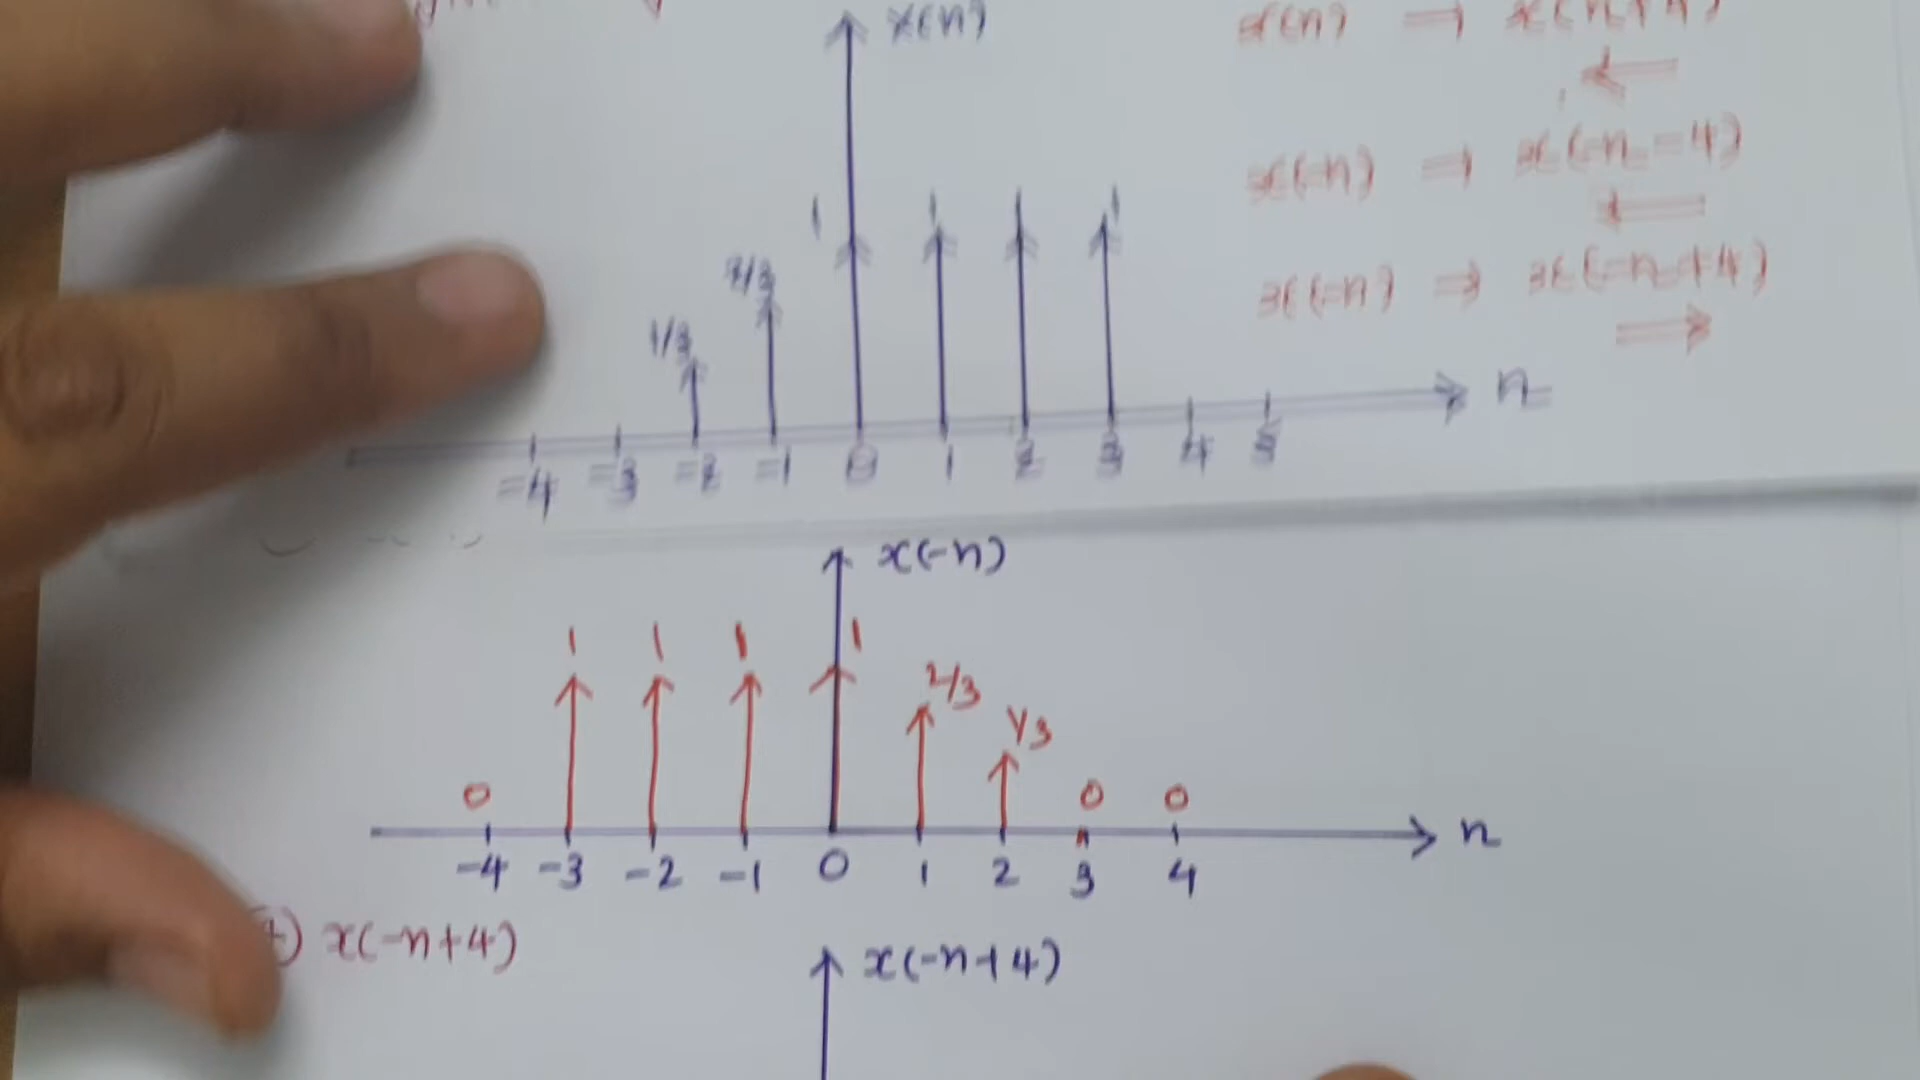 x(n)
x(n) ⇒ x(n+4)
←
x(-n) ⇒ x(-n-4)
←
x(-n) ⇒ x(-n+4)
⇒
1 1 1 1
2/3
1/3
n
-4 -3 -2 -1 0 1 2 3 4 5
x(-n)
1 1 1 1
2/3
1/3
0 0 0
n
-4 -3 -2 -1 0 1 2 3 4
x(-n+4)
x(-n+4)